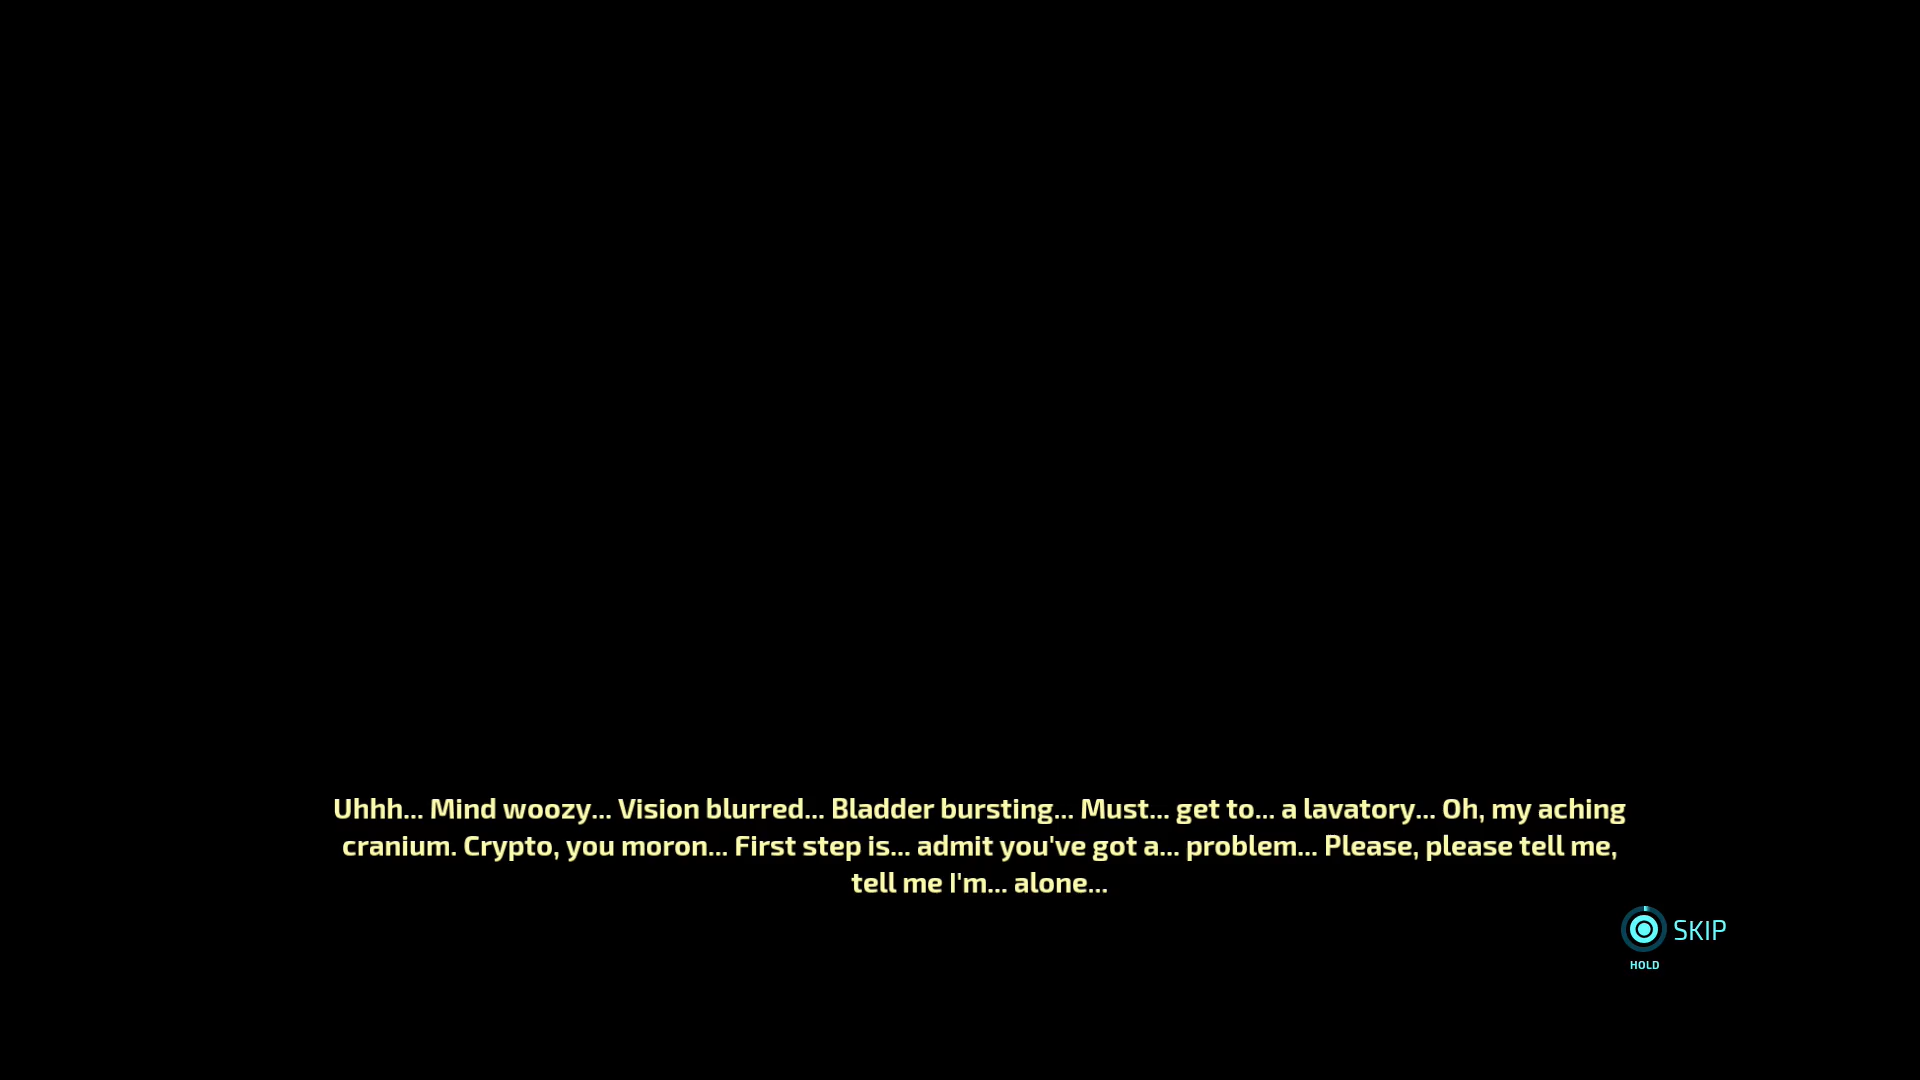 Uhhh... Mind woozy... Vision blurred... Bladder bursting... Must... get to... a lavatory... Oh, my aching
cranium. Crypto, you moron... First step is... admit you've got a... problem... Please, please tell me,
tell me I'm... alone...
SKIP
HOLD